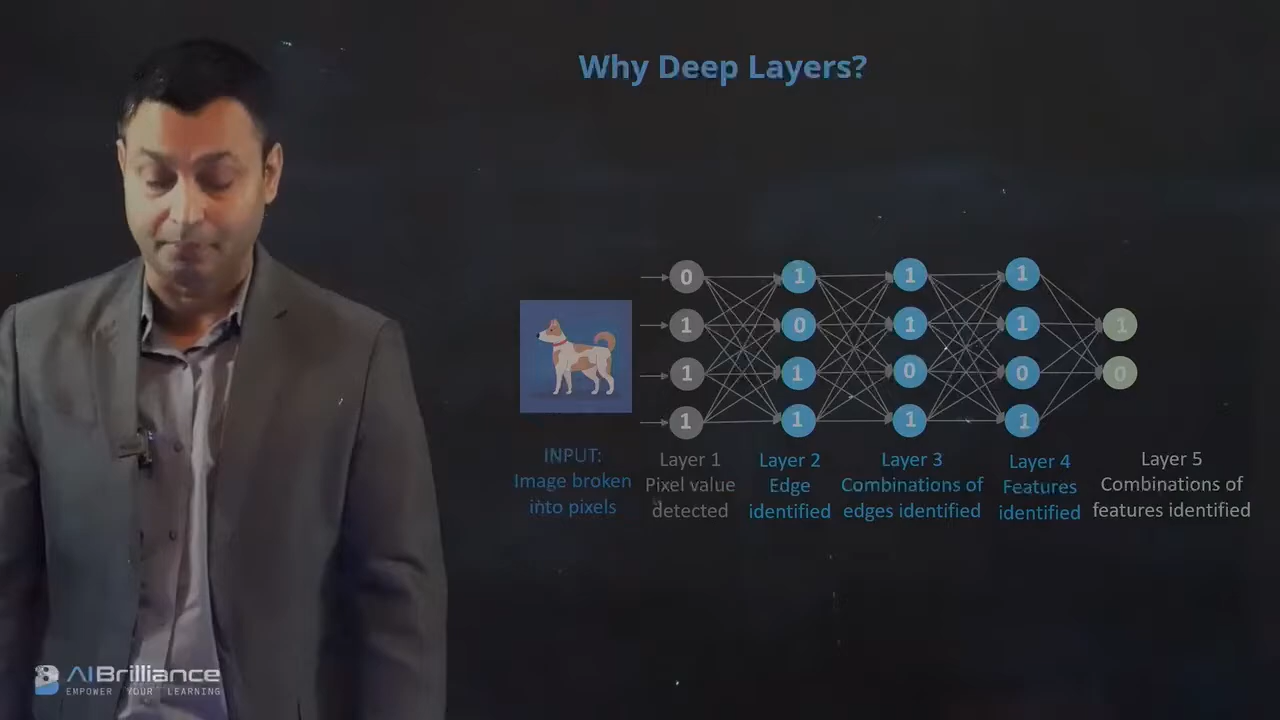 Why Deep Layers?
0 1 1 1
1 0 1 1 1
1 1 0 0 0
1 1 1 1
INPUT:
Image broken
into pixels
Layer 1
Pixel value
detected
Layer 2
Edge
identified
Layer 3
Combinations of
edges identified
Layer 4
Features
identified
Layer 5
Combinations of
features identified
AIBrilliance
EMPOWER YOUR LEARNING